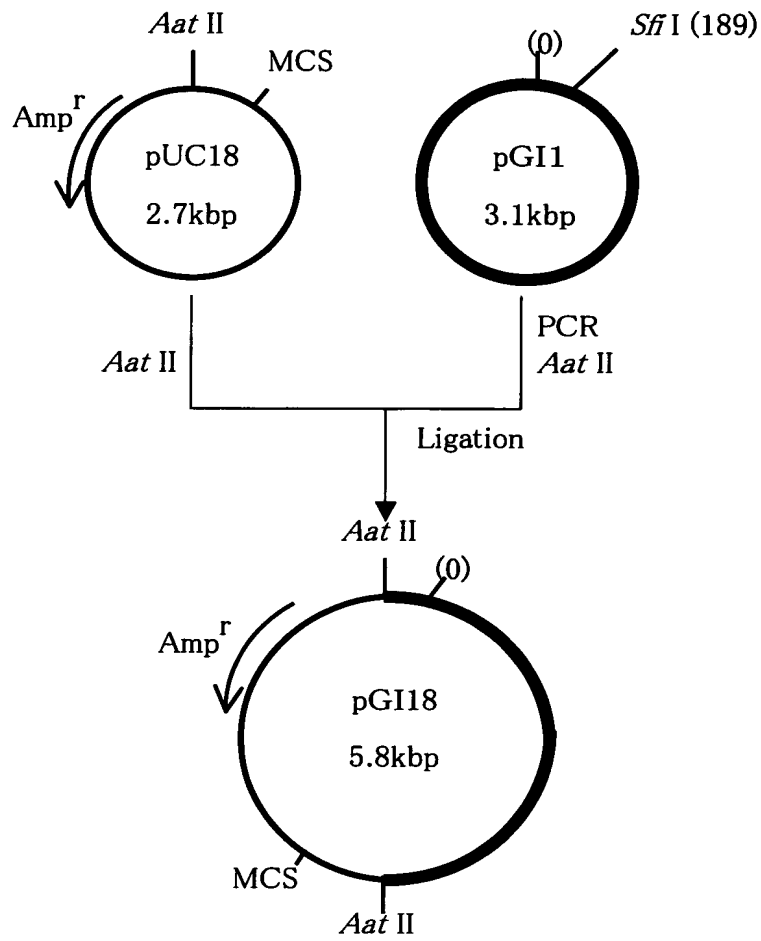 Aat II
MCS
Amp^r
pUC18
2.7kbp
(0)
Sfi I (189)
pGI1
3.1kbp
Aat II
PCR
Aat II
Ligation
Aat II
(0)
Amp^r
pGI18
5.8kbp
MCS
Aat II